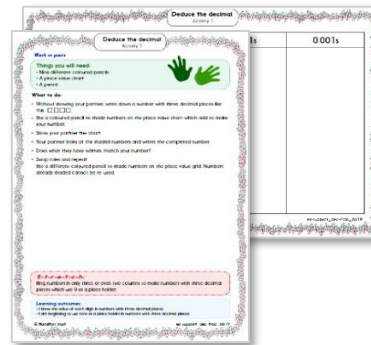 Deduce the decimal
Activity 1
Deduce the decimal
Activity 1
Work in pairs
Things you will need:
• Nine different coloured pencils
• A place value chart
• A pencil
What to do:
• Without showing your partner, write down a number with three decimal places like this
• Use a coloured pencil to shade numbers on the place value chart which add to make your number.
• Show your partner the chart.
• Your partner looks at the shaded numbers and writes the completed number.
• Does what they have written, match your number?
• Swap roles and repeat!
Use a different coloured pencil to shade numbers on the place value grid. Numbers already shaded cannot be re-used.
0.001s
S-t-r-e-t-c-h:
Ring numbers in only three or even two columns to make numbers with three decimal places which use 0 as a place holder.
Learning outcomes:
- I know the value of each digit in numbers with three decimal places.
- I am beginning to use zero as a place holder in numbers with three decimal places.
© Hamilton Trust